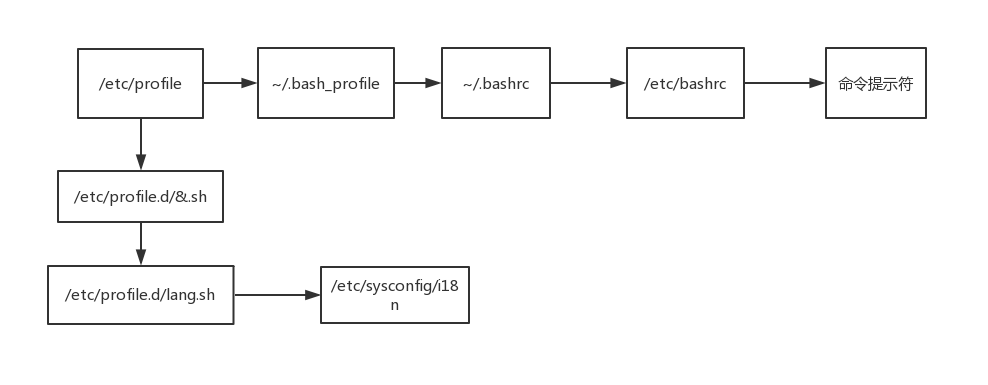 /etc/profile
~/.bash_profile
~/.bashrc
/etc/bashrc
命令提示符
/etc/profile.d/&.sh
/etc/profile.d/lang.sh
/etc/sysconfig/i18
n